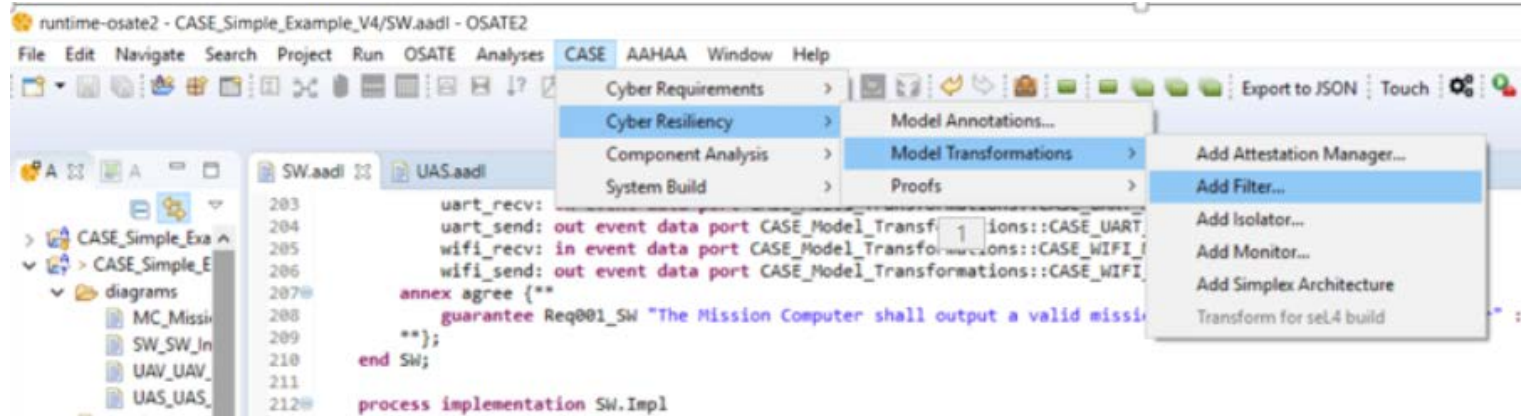 runtime-osate2 - CASE_Simple_Example_V4/SW.aadl - OSATE2
File Edit Navigate Search Project Run OSATE Analyses CASE AAHAA Window Help
Export to JSON Touch
Cyber Requirements >
Cyber Resiliency >
Component Analysis >
System Build >
Model Annotations...
Model Transformations >
Proofs >
Add Attestation Manager...
Add Filter...
Add Isolator...
Add Monitor...
Add Simplex Architecture
Transform for seL4 build
1
A A
SW.aadl UAS.aadl
CASE_Simple_Exa
> CASE_Simple_E
diagrams
MC_Missi
SW_SW_In
UAV_UAV_
UAS_UAS_
203 uart_recv:
204 uart_send: out event data port CASE_Model_Transf ions::CASE_UART_
205 wifi_recv: in event data port CASE_Model_Transformations::CASE_WIFI_
206 wifi_send: out event data port CASE_Model_Transformations::CASE_WIFI_
207 annex agree {**
208 guarantee Req001_SW "The Mission Computer shall output a valid missi " :
209 **};
210 end SW;
211
212 process implementation SW.Impl